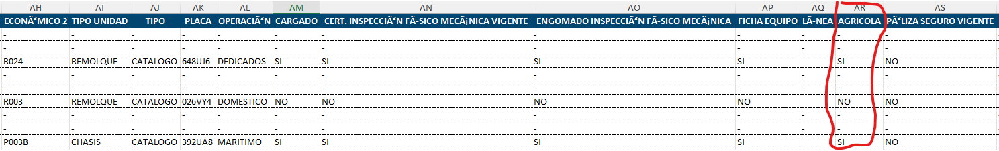 AH AI AJ AK AL AM AN AO AP AQ AR AS
ECONÃ³MICO 2 TIPO UNIDAD TIPO PLACA OPERACIÃ³N CARGADO CERT. INSPECCIÃ³N FÃ-SICO MECÃ¡NICA VIGENTE ENGOMADO INSPECCIÃ³N FÃ-SICO MECÃ¡NICA FICHA EQUIPO LÃ-NEA AGRICOLA PÃ³LIZA SEGURO VIGENTE
- - - - - - - - - - - -
- - - - - - - - - - - -
R024 REMOLQUE CATALOGO 648UJ6 DEDICADOS SI SI SI SI SI NO
- - - - - - - - - - - -
- - - - - - - - - - - -
R003 REMOLQUE CATALOGO 026VY4 DOMESTICO NO NO NO NO NO NO
- - - - - - - - - - - -
- - - - - - - - - - - -
P003B CHASIS CATALOGO 392UA8 MARITIMO SI SI SI SI SI NO